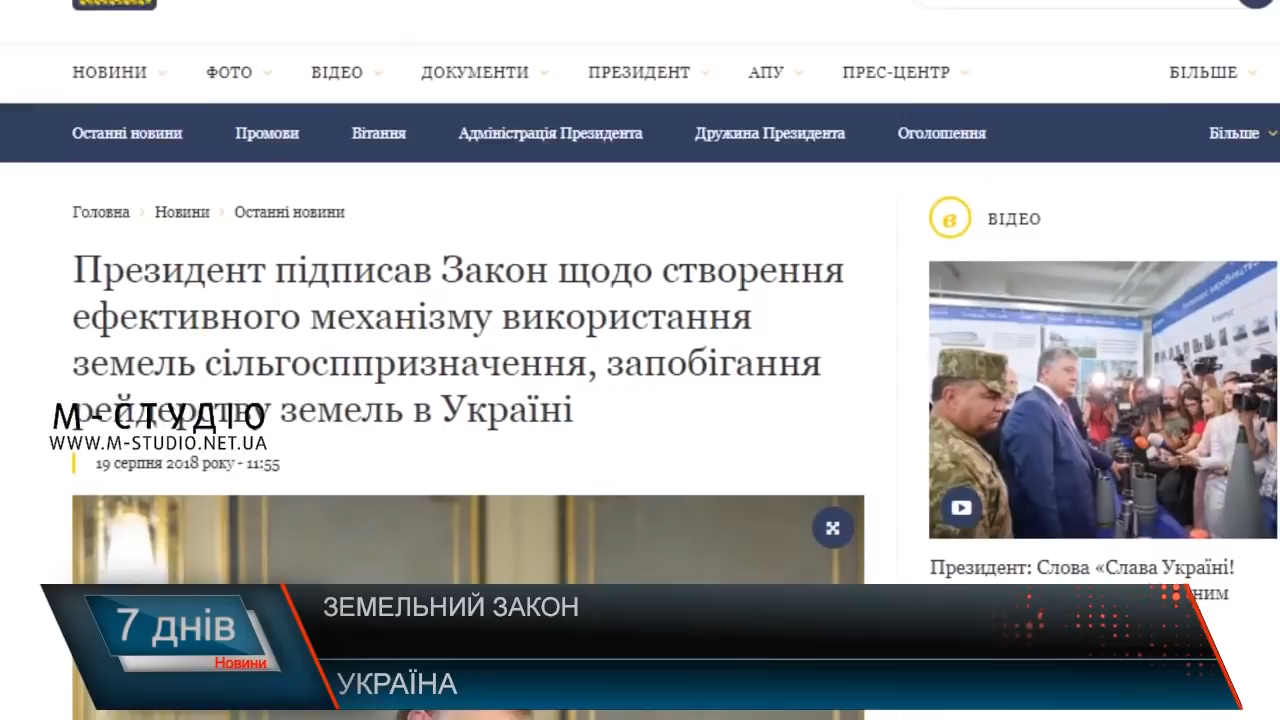 НОВИНИ ФОТО ВІДЕО ДОКУМЕНТИ ПРЕЗИДЕНТ АПУ ПРЕС-ЦЕНТР БІЛЬШЕ
Останні новини Промови Вітання Адміністрація Президента Дружина Президента Оголошення Більше
Головна Новини Останні новини
Президент підписав Закон щодо створення
ефективного механізму використання
земель сільгосппризначення, запобігання
рейдерству земель в Україні
М-СТУДІО
WWW.M-STUDIO.NET.UA
19 серпня 2018 року - 11:55
в ВІДЕО
Президент: Слова «Слава Україні!
7 днів
Новини
ЗЕМЕЛЬНИЙ ЗАКОН
УКРАЇНА